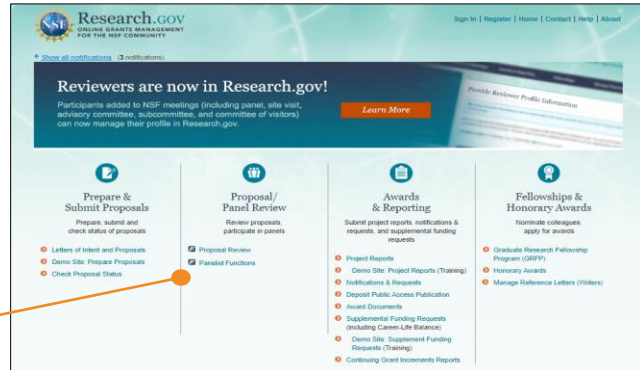 NSF
Research.gov
ONLINE GRANTS MANAGEMENT
FOR THE NSF COMMUNITY
Sign In | Register | Home | Contact | Help | About
+ Show all notifications (3 notifications)
Reviewers are now in Research.gov!
Participants added to NSF meetings (including panel, site visit,
advisory committee, subcommittee, and committee of visitors)
can now manage their profile in Research.gov.
Learn More
Provide Reviewer Profile Information
Prepare &
Submit Proposals
Prepare, submit and
check status of proposals
Letters of Intent and Proposals
Demo Site: Prepare Proposals
Check Proposal Status
Proposal/
Panel Review
Review proposals,
participate in panels
Proposal Review
Panelist Functions
Awards
& Reporting
Submit project reports, notifications &
requests, and supplemental funding
requests
Project Reports
Demo Site: Project Reports (Training)
Notifications & Requests
Deposit Public Access Publication
Award Documents
Supplemental Funding Requests
(including Career-Life Balance)
Demo Site: Supplement Funding
Requests (Training)
Continuing Grant Increments Reports
Fellowships &
Honorary Awards
Nominate colleagues,
apply for awards
Graduate Research Fellowship
Program (GRFP)
Honorary Awards
Manage Reference Letters (Writers)